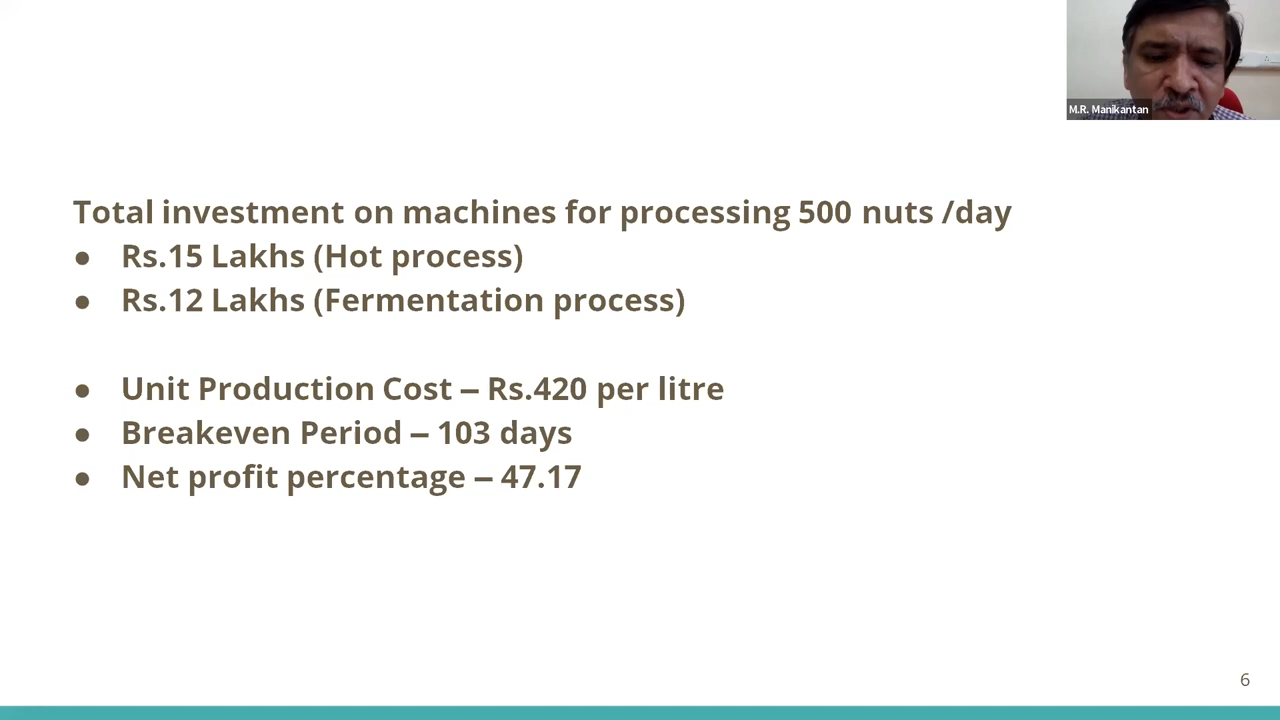 M.R. Manikantan
Total investment on machines for processing 500 nuts /day
● Rs.15 Lakhs (Hot process)
● Rs.12 Lakhs (Fermentation process)
● Unit Production Cost – Rs.420 per litre
● Breakeven Period – 103 days
● Net profit percentage – 47.17
6